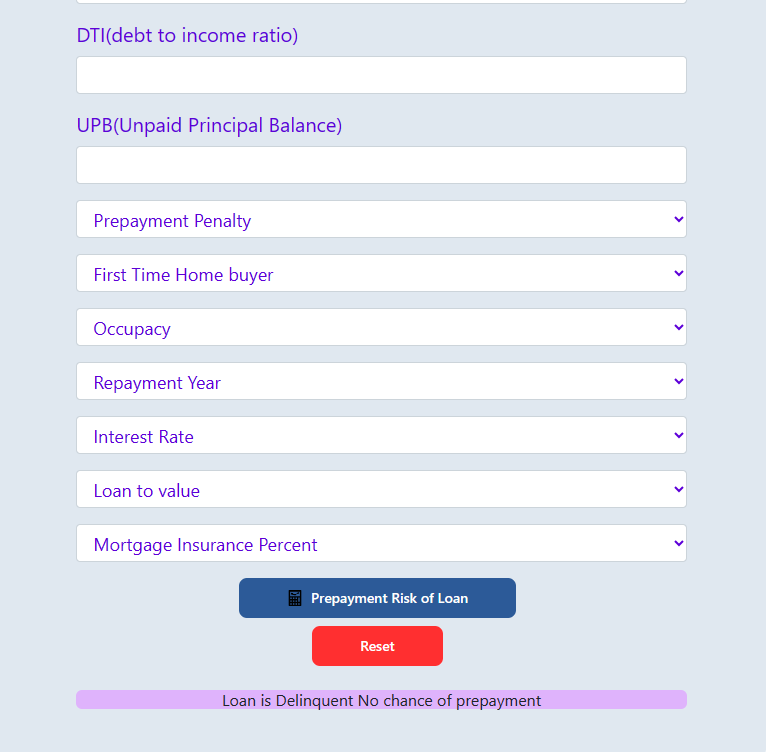 DTI(debt to income ratio)
UPB(Unpaid Principal Balance)
Prepayment Penalty
First Time Home buyer
Occupacy
Repayment Year
Interest Rate
Loan to value
Mortgage Insurance Percent
Prepayment Risk of Loan
Reset
Loan is Delinquent No chance of prepayment